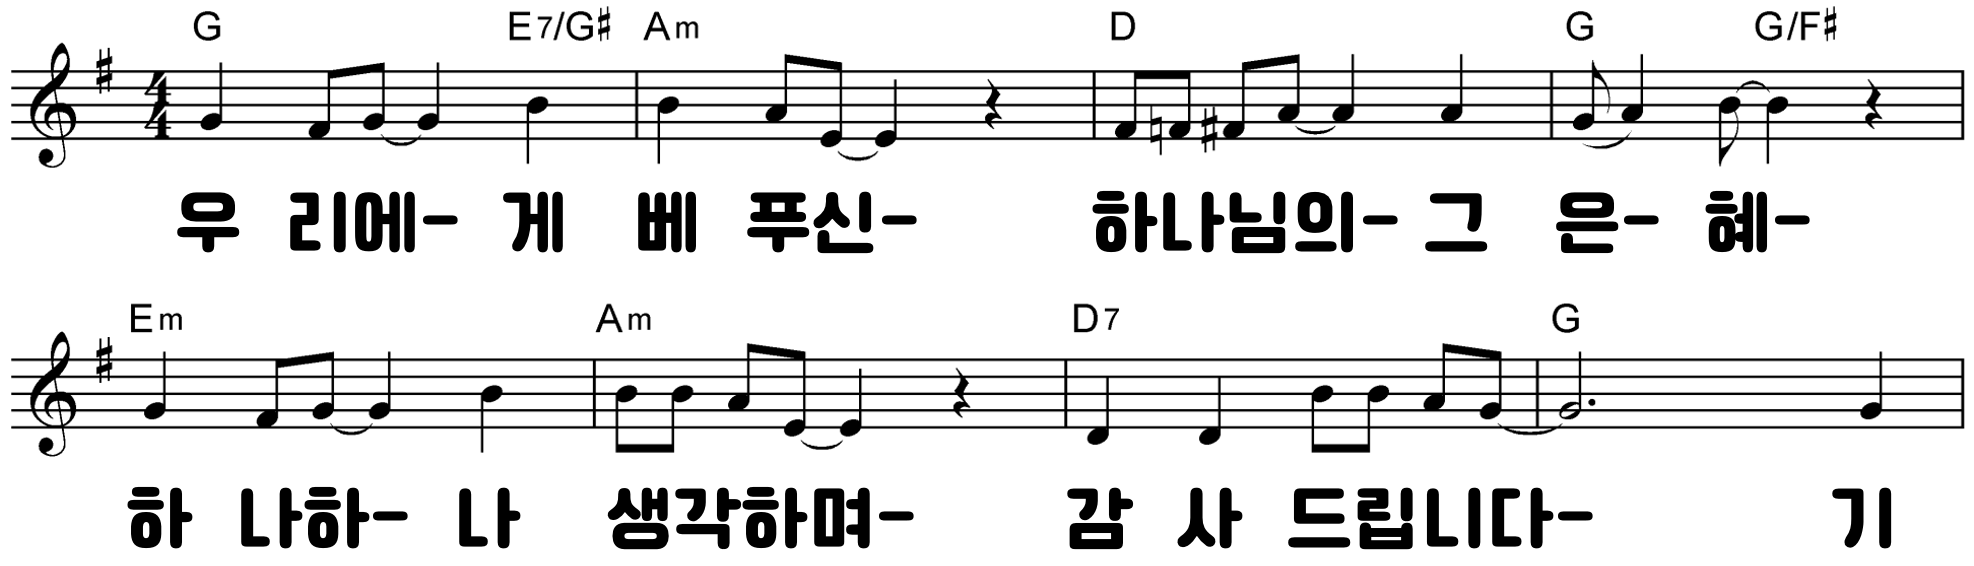 G E7/G♯ Am D G G/F♯
우 리에- 게 베 푸신- 하나님의- 그 은- 혜-
Em Am D7 G
하 나하- 나 생각하며- 감 사 드립니다- 기